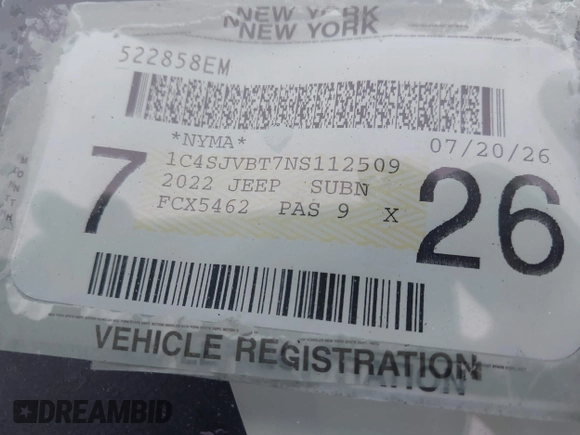 NEW YORK
NEW YORK
522858EM
*NYMA* 07/20/26
7 26
1C4SJVBT7NS112509
2022 JEEP SUBN
FCX5462 PAS 9 X
VEHICLE REGISTRATION
REGISTRATION
DREAMBID